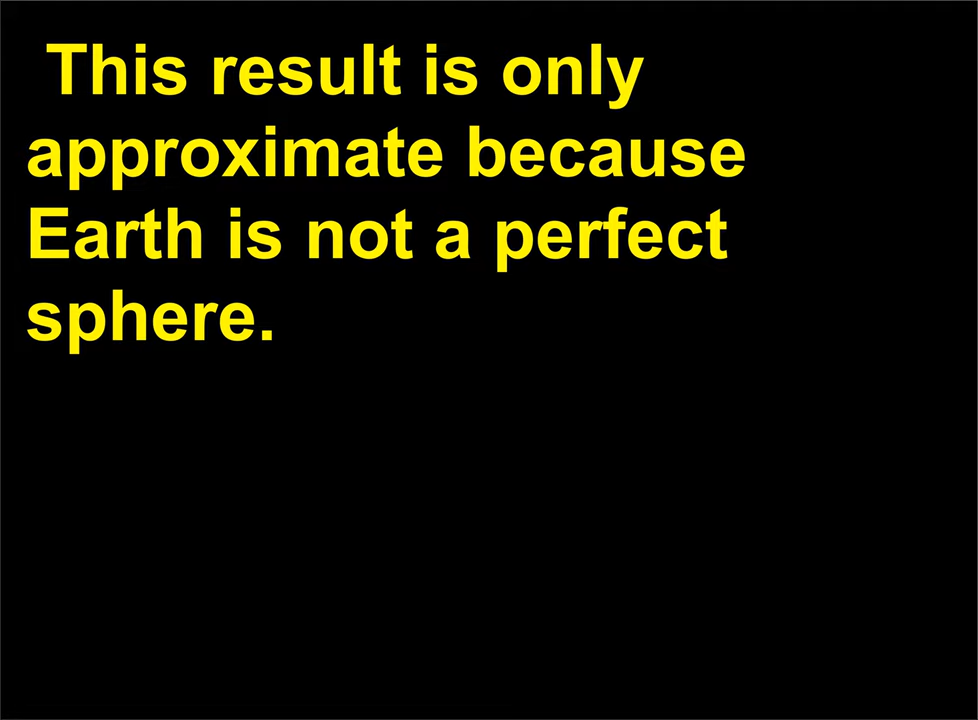 This result is only
approximate because
Earth is not a perfect
sphere.